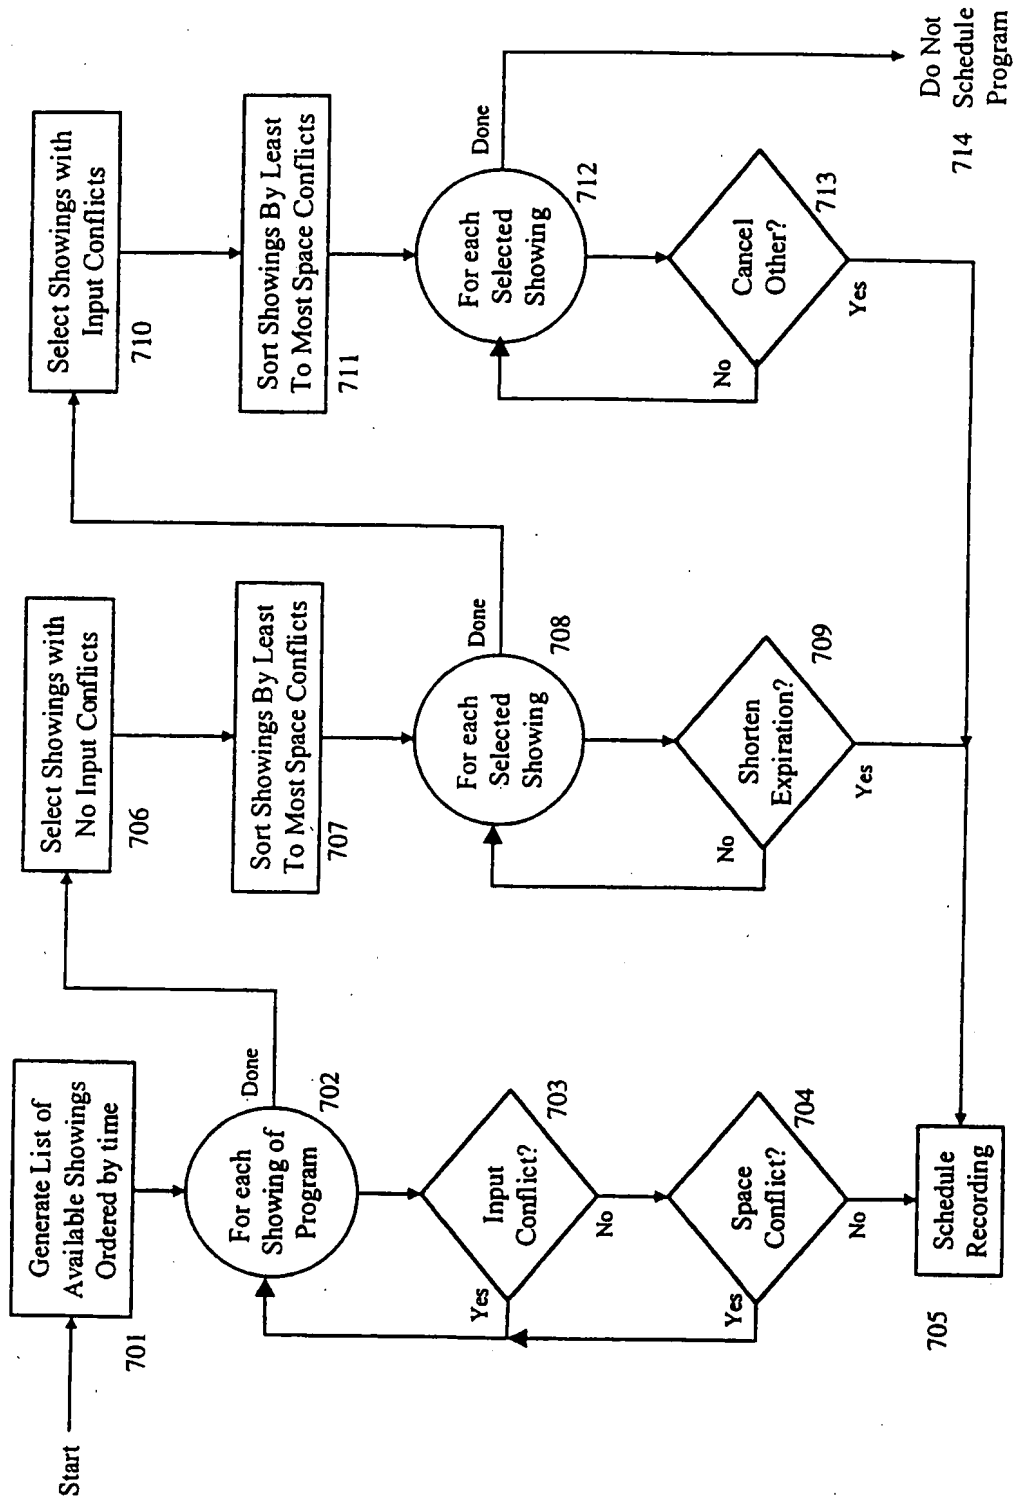 Start
Generate List of
Available Showings
Ordered by time
701
For each
Showing of
Program
702
Done
Input
Conflict?
703
Yes
No
Space
Conflict?
704
Yes
No
Schedule
Recording
705
Select Showings with
No Input Conflicts
706
Sort Showings By Least
To Most Space Conflicts
707
For each
Selected
Showing
708
Done
Shorten
Expiration?
709
No
Yes
Select Showings with
Input Conflicts
710
Sort Showings By Least
To Most Space Conflicts
711
For each
Selected
Showing
712
Done
Cancel
Other?
713
No
Yes
Do Not
Schedule
Program
714